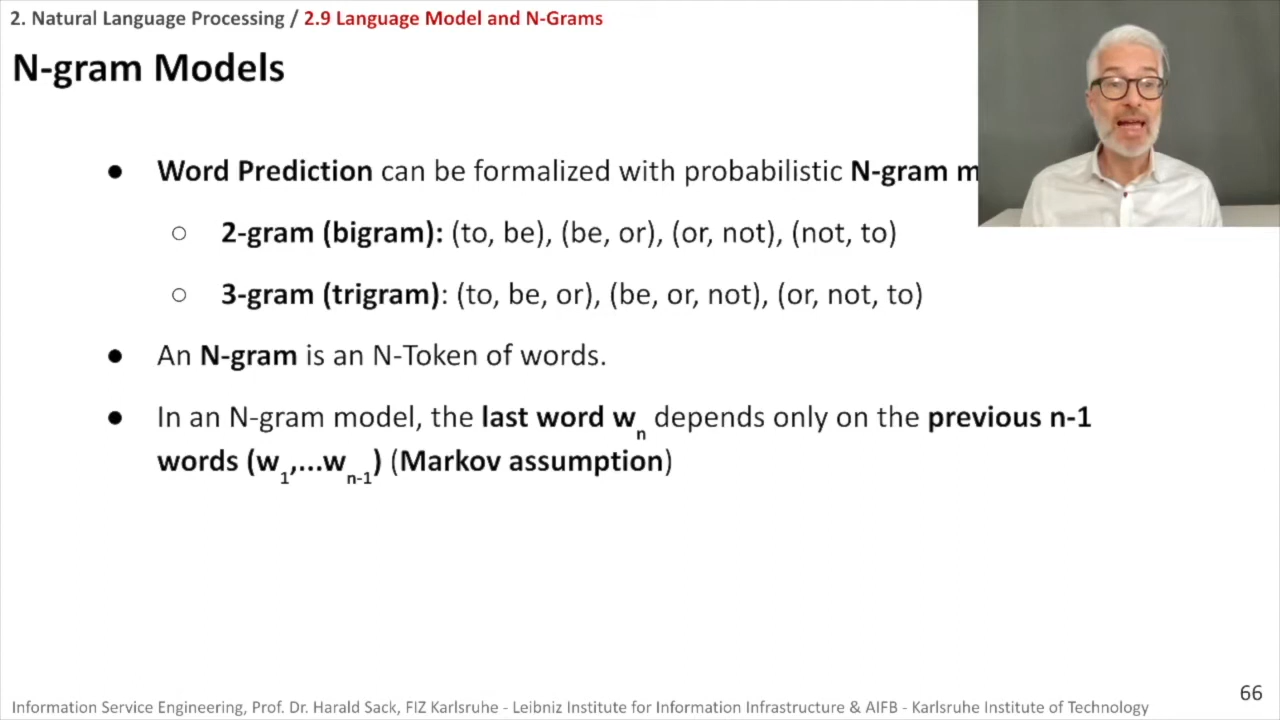 2. Natural Language Processing / 2.9 Language Model and N-Grams
N-gram Models
● Word Prediction can be formalized with probabilistic N-gram m
○ 2-gram (bigram): (to, be), (be, or), (or, not), (not, to)
○ 3-gram (trigram): (to, be, or), (be, or, not), (or, not, to)
● An N-gram is an N-Token of words.
● In an N-gram model, the last word wn depends only on the previous n-1
words (w1,...wn-1) (Markov assumption)
66
Information Service Engineering, Prof. Dr. Harald Sack, FIZ Karlsruhe - Leibniz Institute for Information Infrastructure & AIFB - Karlsruhe Institute of Technology